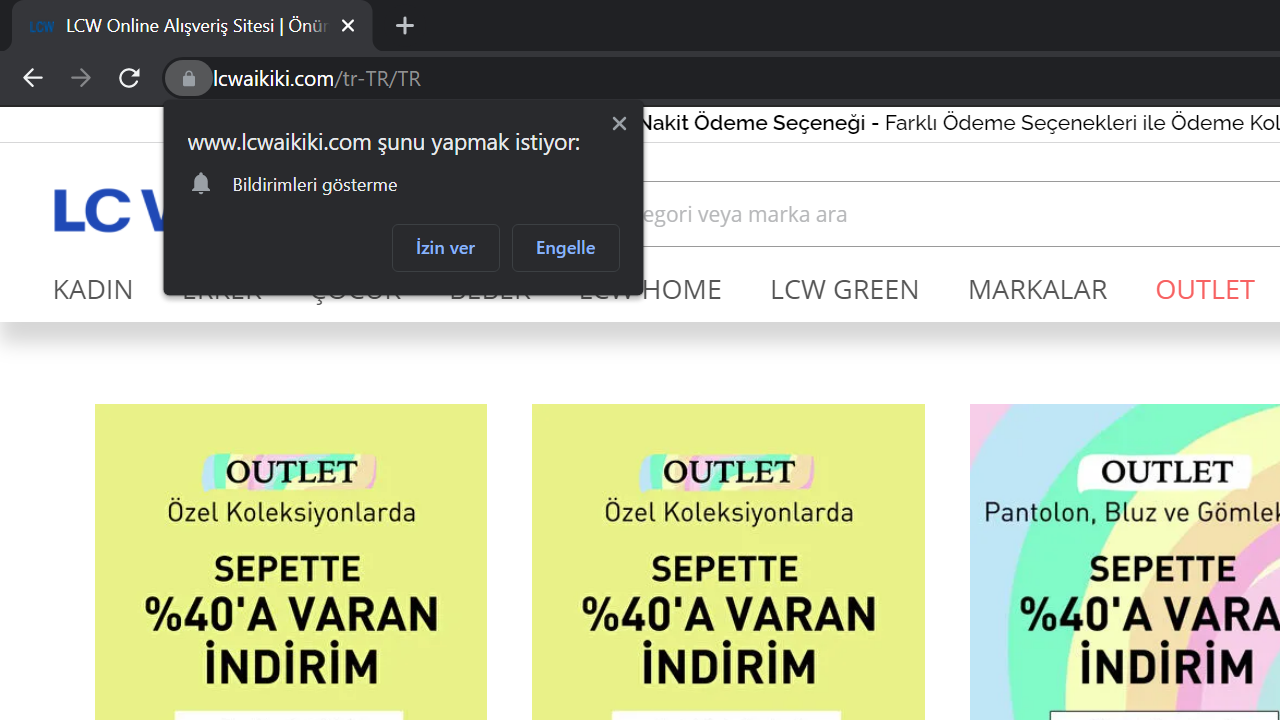 LCW LCW Online Alışveriş Sitesi | Önür
lcwaikiki.com/tr-TR/TR
Nakit Ödeme Seçeneği - Farklı Ödeme Seçenekleri ile Ödeme Kol
www.lcwaikiki.com şunu yapmak istiyor:
Bildirimleri gösterme
İzin ver Engelle
LC
egori veya marka ara
KADIN ERKEK ÇOCUK BEBEK LCW HOME LCW GREEN MARKALAR OUTLET
OUTLET
Özel Koleksiyonlarda
SEPETTE
%40'A VARAN
İNDİRİM
OUTLET
Özel Koleksiyonlarda
SEPETTE
%40'A VARAN
İNDİRİM
OUTLET
Pantolon, Bluz ve Gömlek
SEPETTE
%40'A VARA
İNDİRİM